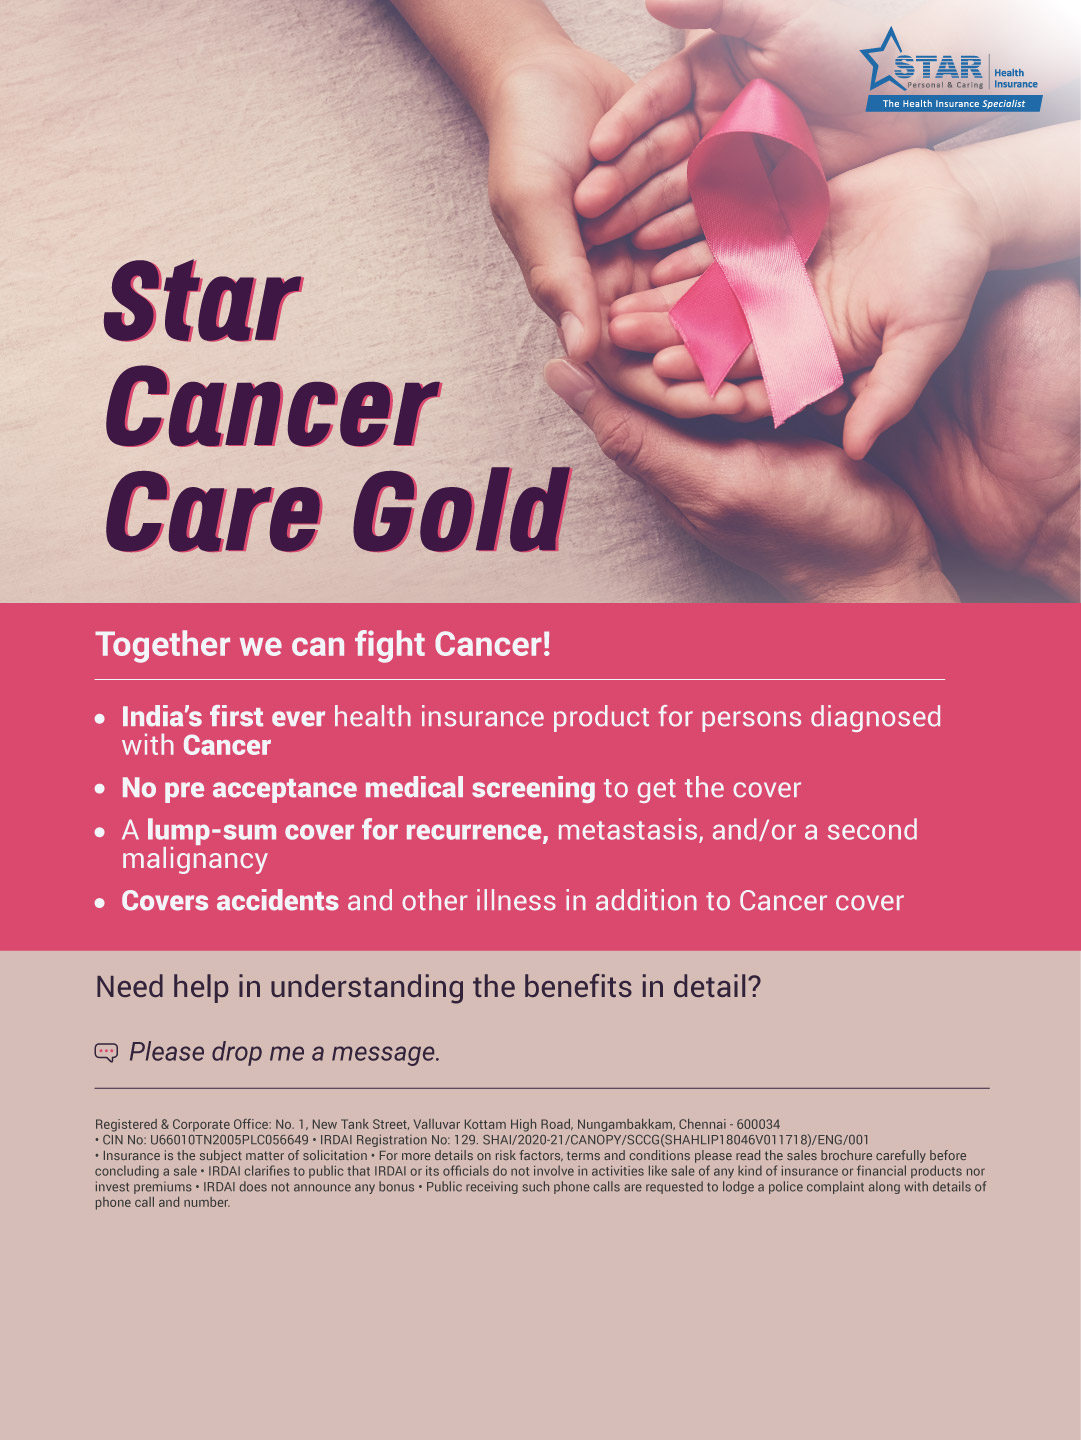 STAR
Personal & Caring
Health
Insurance
The Health Insurance Specialist
Star
Cancer
Care Gold
Together we can fight Cancer!
• India’s first ever health insurance product for persons diagnosed
with Cancer
• No pre acceptance medical screening to get the cover
• A lump-sum cover for recurrence, metastasis, and/or a second
malignancy
• Covers accidents and other illness in addition to Cancer cover
Need help in understanding the benefits in detail?
Please drop me a message.
Registered & Corporate Office: No. 1, New Tank Street, Valluvar Kottam High Road, Nungambakkam, Chennai - 600034
• CIN No: U66010TN2005PLC056649 • IRDAI Registration No: 129. SHAI/2020-21/CANOPY/SCCG(SHAHLIP18046V011718)/ENG/001
• Insurance is the subject matter of solicitation • For more details on risk factors, terms and conditions please read the sales brochure carefully before
concluding a sale • IRDAI clarifies to public that IRDAI or its officials do not involve in activities like sale of any kind of insurance or financial products nor
invest premiums • IRDAI does not announce any bonus • Public receiving such phone calls are requested to lodge a police complaint along with details of
phone call and number.